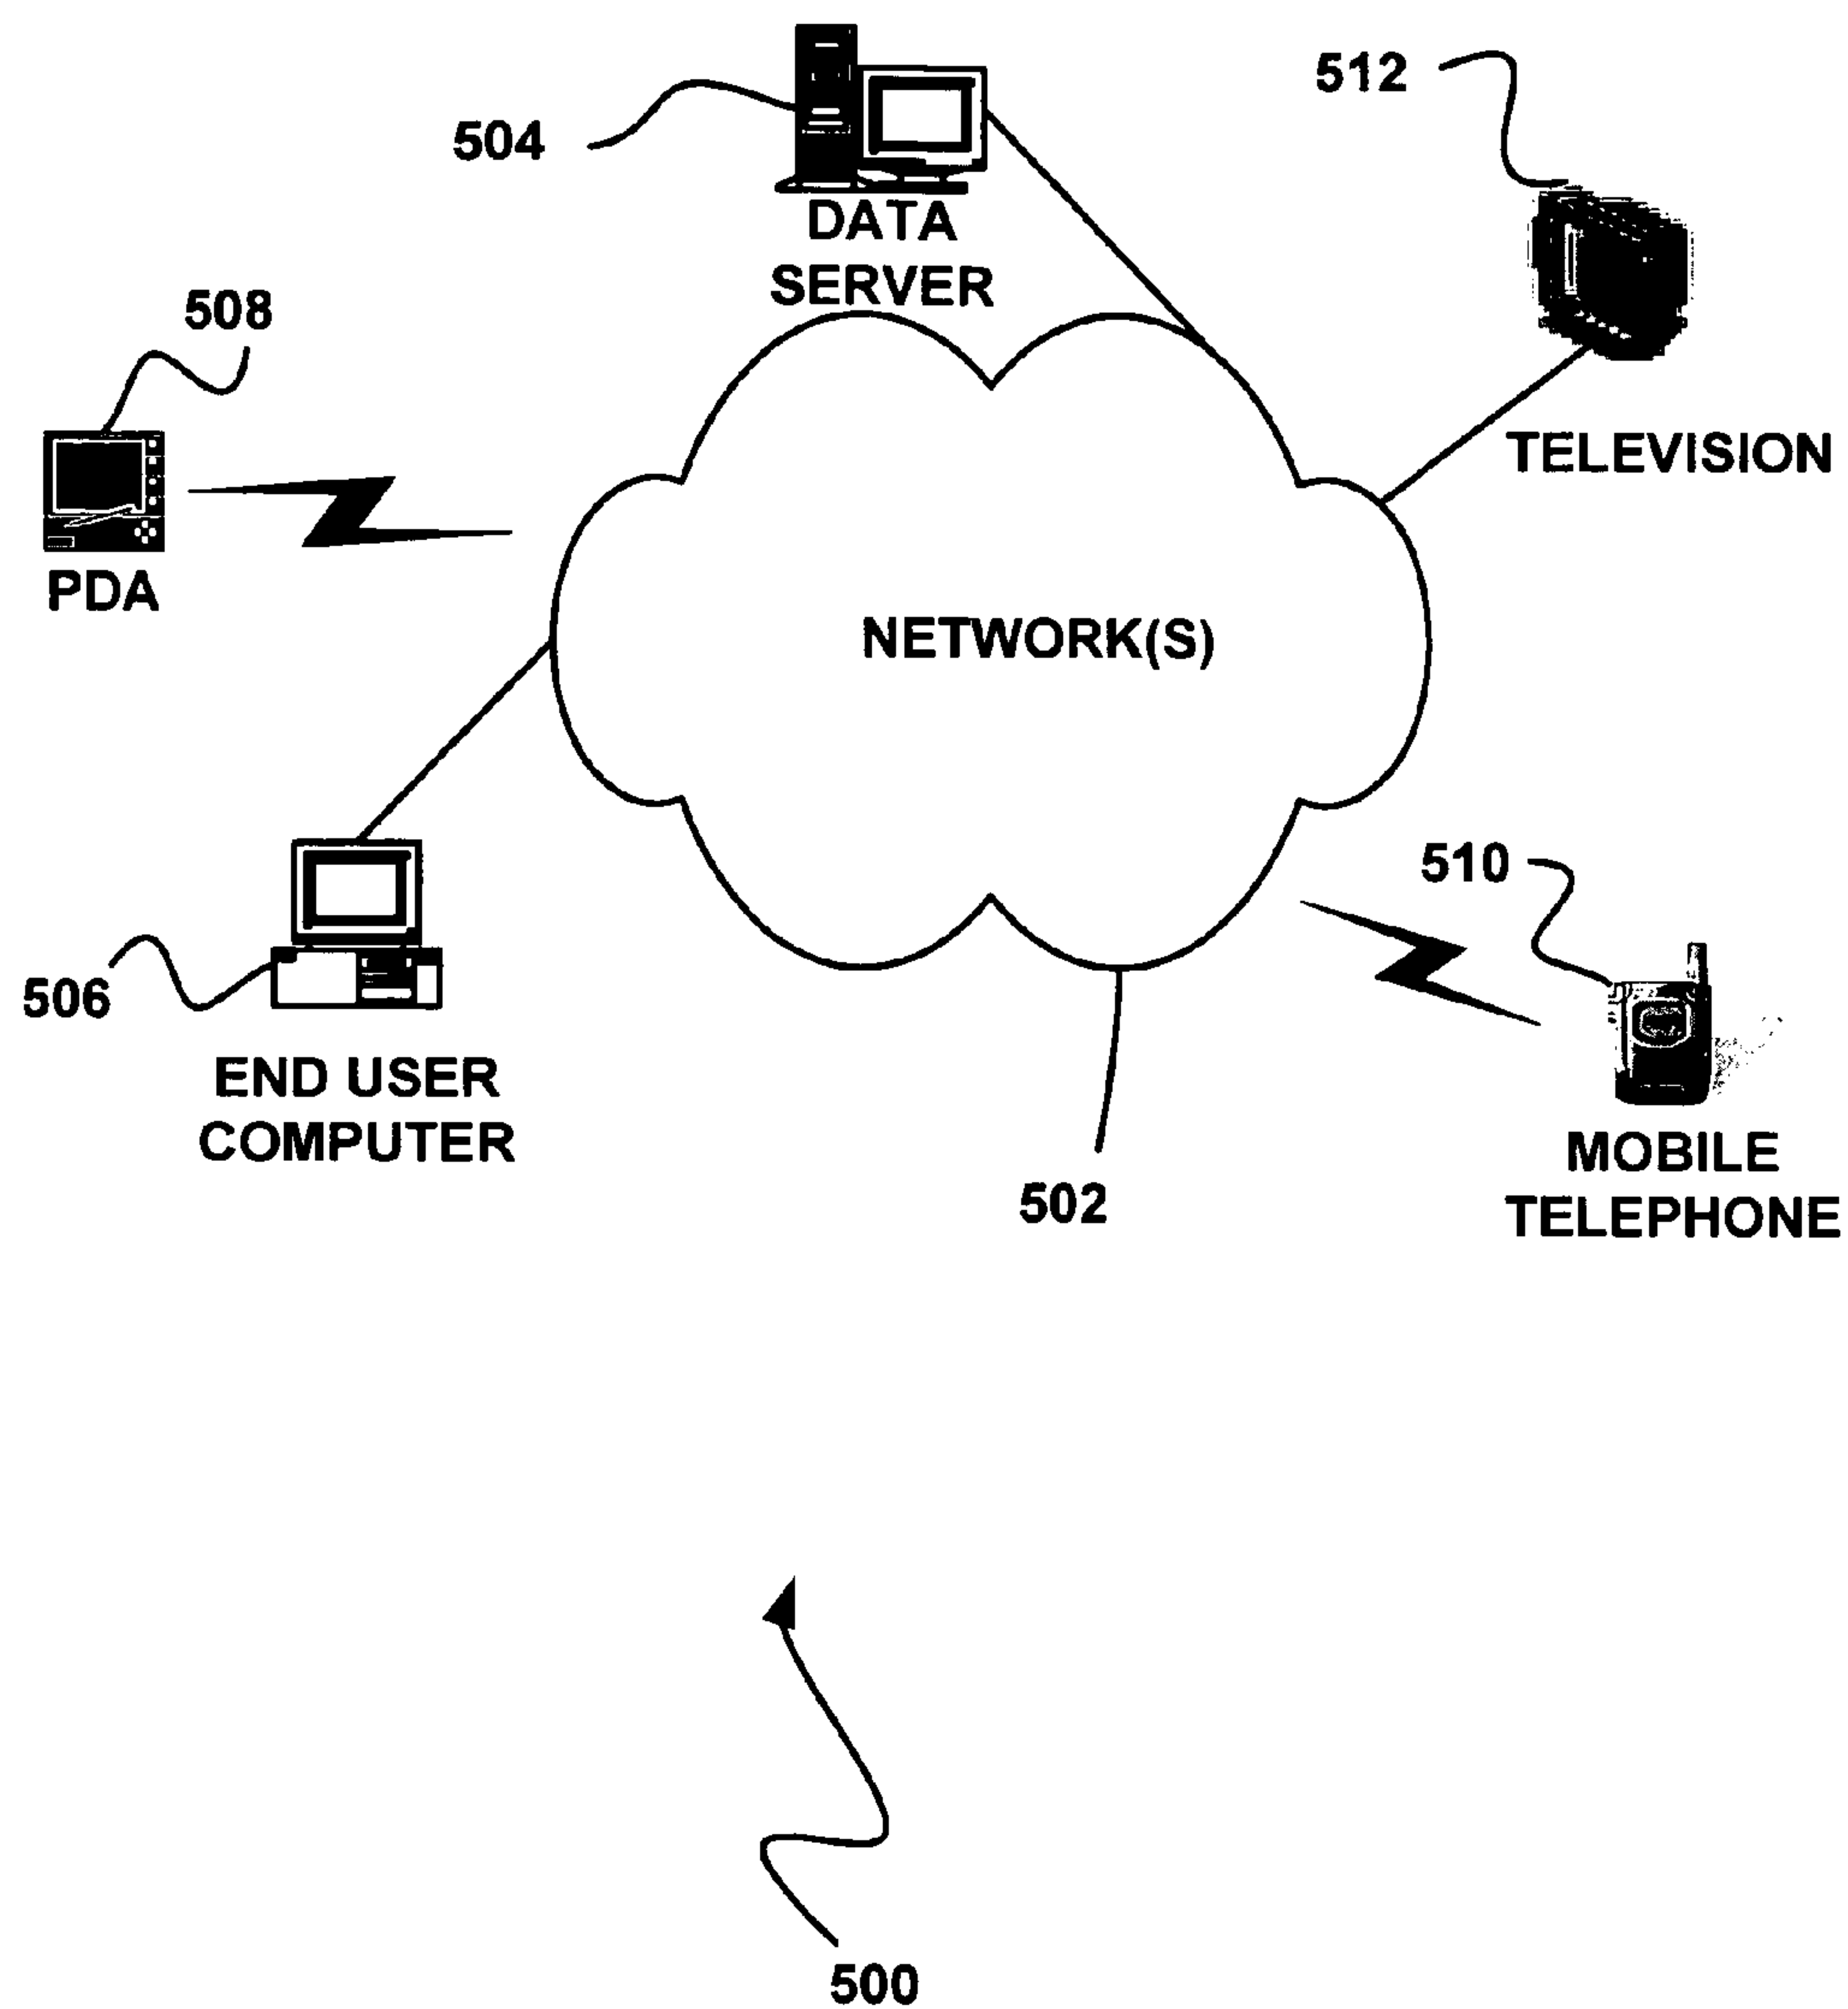 512
504
DATA
SERVER
508
TELEVISION
PDA
NETWORK(S)
510
506
END USER
COMPUTER
MOBILE
TELEPHONE
502
500